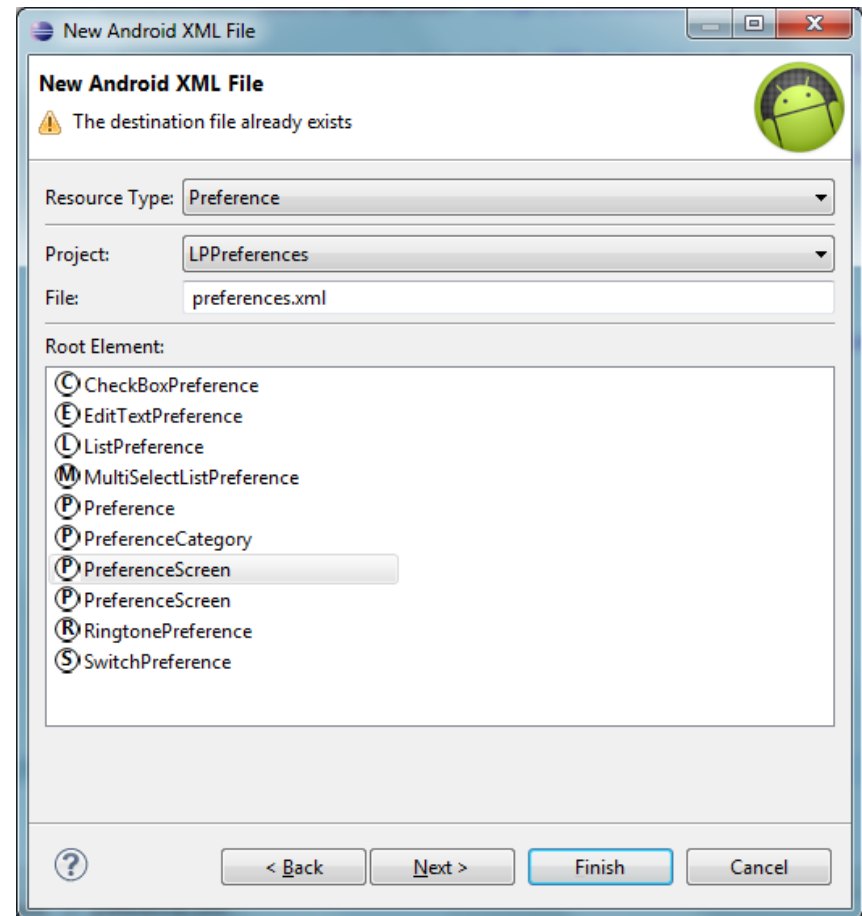 New Android XML File
New Android XML File
The destination file already exists
Resource Type: Preference
Project: LPPreferences
File: preferences.xml
Root Element:
C CheckBoxPreference
E EditTextPreference
L ListPreference
M MultiSelectListPreference
P Preference
P PreferenceCategory
P PreferenceScreen
P PreferenceScreen
R RingtonePreference
S SwitchPreference
? < Back Next > Finish Cancel